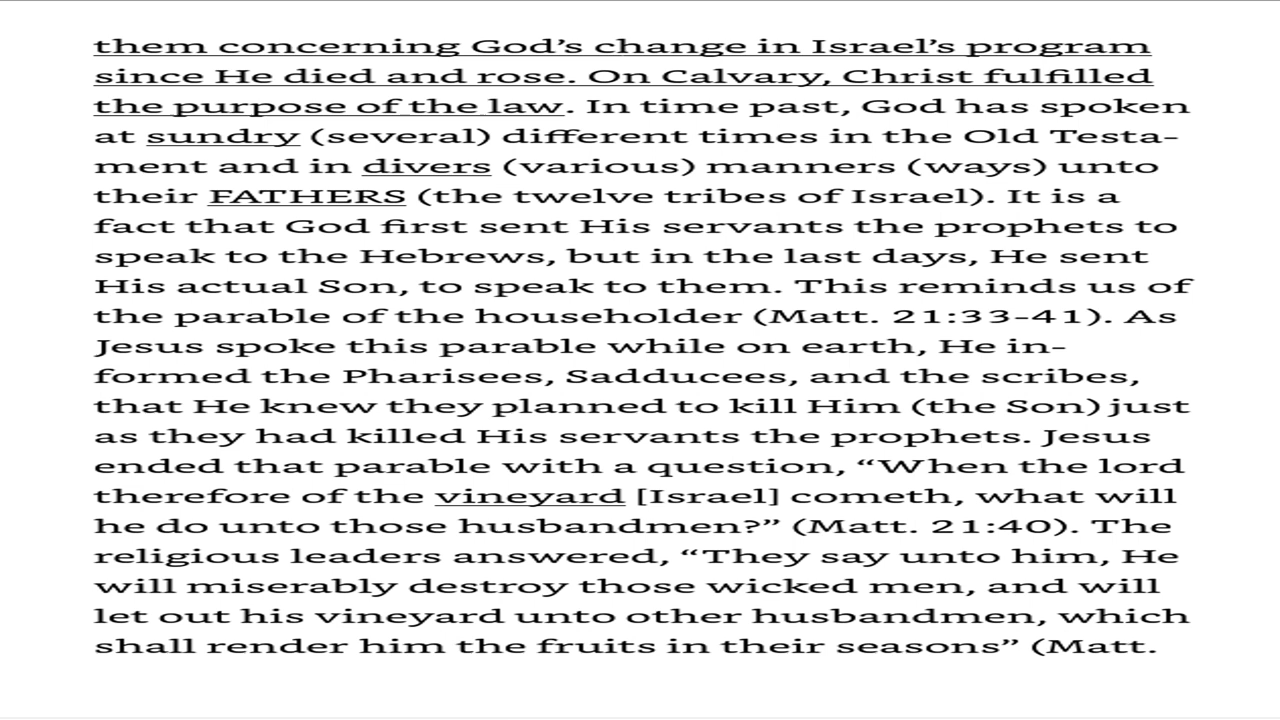 them concerning God’s change in Israel’s program
since He died and rose. On Calvary, Christ fulfilled
the purpose of the law. In time past, God has spoken
at sundry (several) different times in the Old Testa-
ment and in divers (various) manners (ways) unto
their FATHERS (the twelve tribes of Israel). It is a
fact that God first sent His servants the prophets to
speak to the Hebrews, but in the last days, He sent
His actual Son, to speak to them. This reminds us of
the parable of the householder (Matt. 21:33-41). As
Jesus spoke this parable while on earth, He in-
formed the Pharisees, Sadducees, and the scribes,
that He knew they planned to kill Him (the Son) just
as they had killed His servants the prophets. Jesus
ended that parable with a question, “When the lord
therefore of the vineyard [Israel] cometh, what will
he do unto those husbandmen?” (Matt. 21:40). The
religious leaders answered, “They say unto him, He
will miserably destroy those wicked men, and will
let out his vineyard unto other husbandmen, which
shall render him the fruits in their seasons” (Matt.